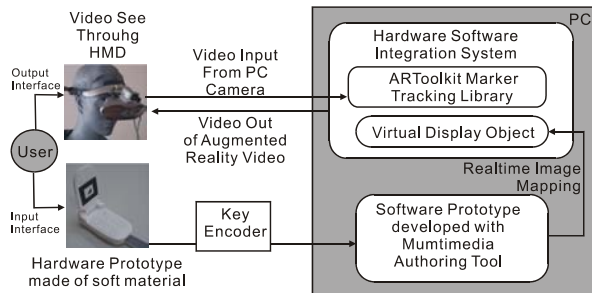 Video See
Throuhg
HMD
PC
Hardware Software
Integration System
Video Input
From PC
Camera
ARToolkit Marker
Tracking Library
Output
Interface
Video Out
of Augmented
Reality Video
Virtual Display Object
User
Realtime Image
Mapping
Input
Interface
Key
Encoder
Software Prototype
developed with
Mumtimedia
Authoring Tool
Hardware Prototype
made of soft material